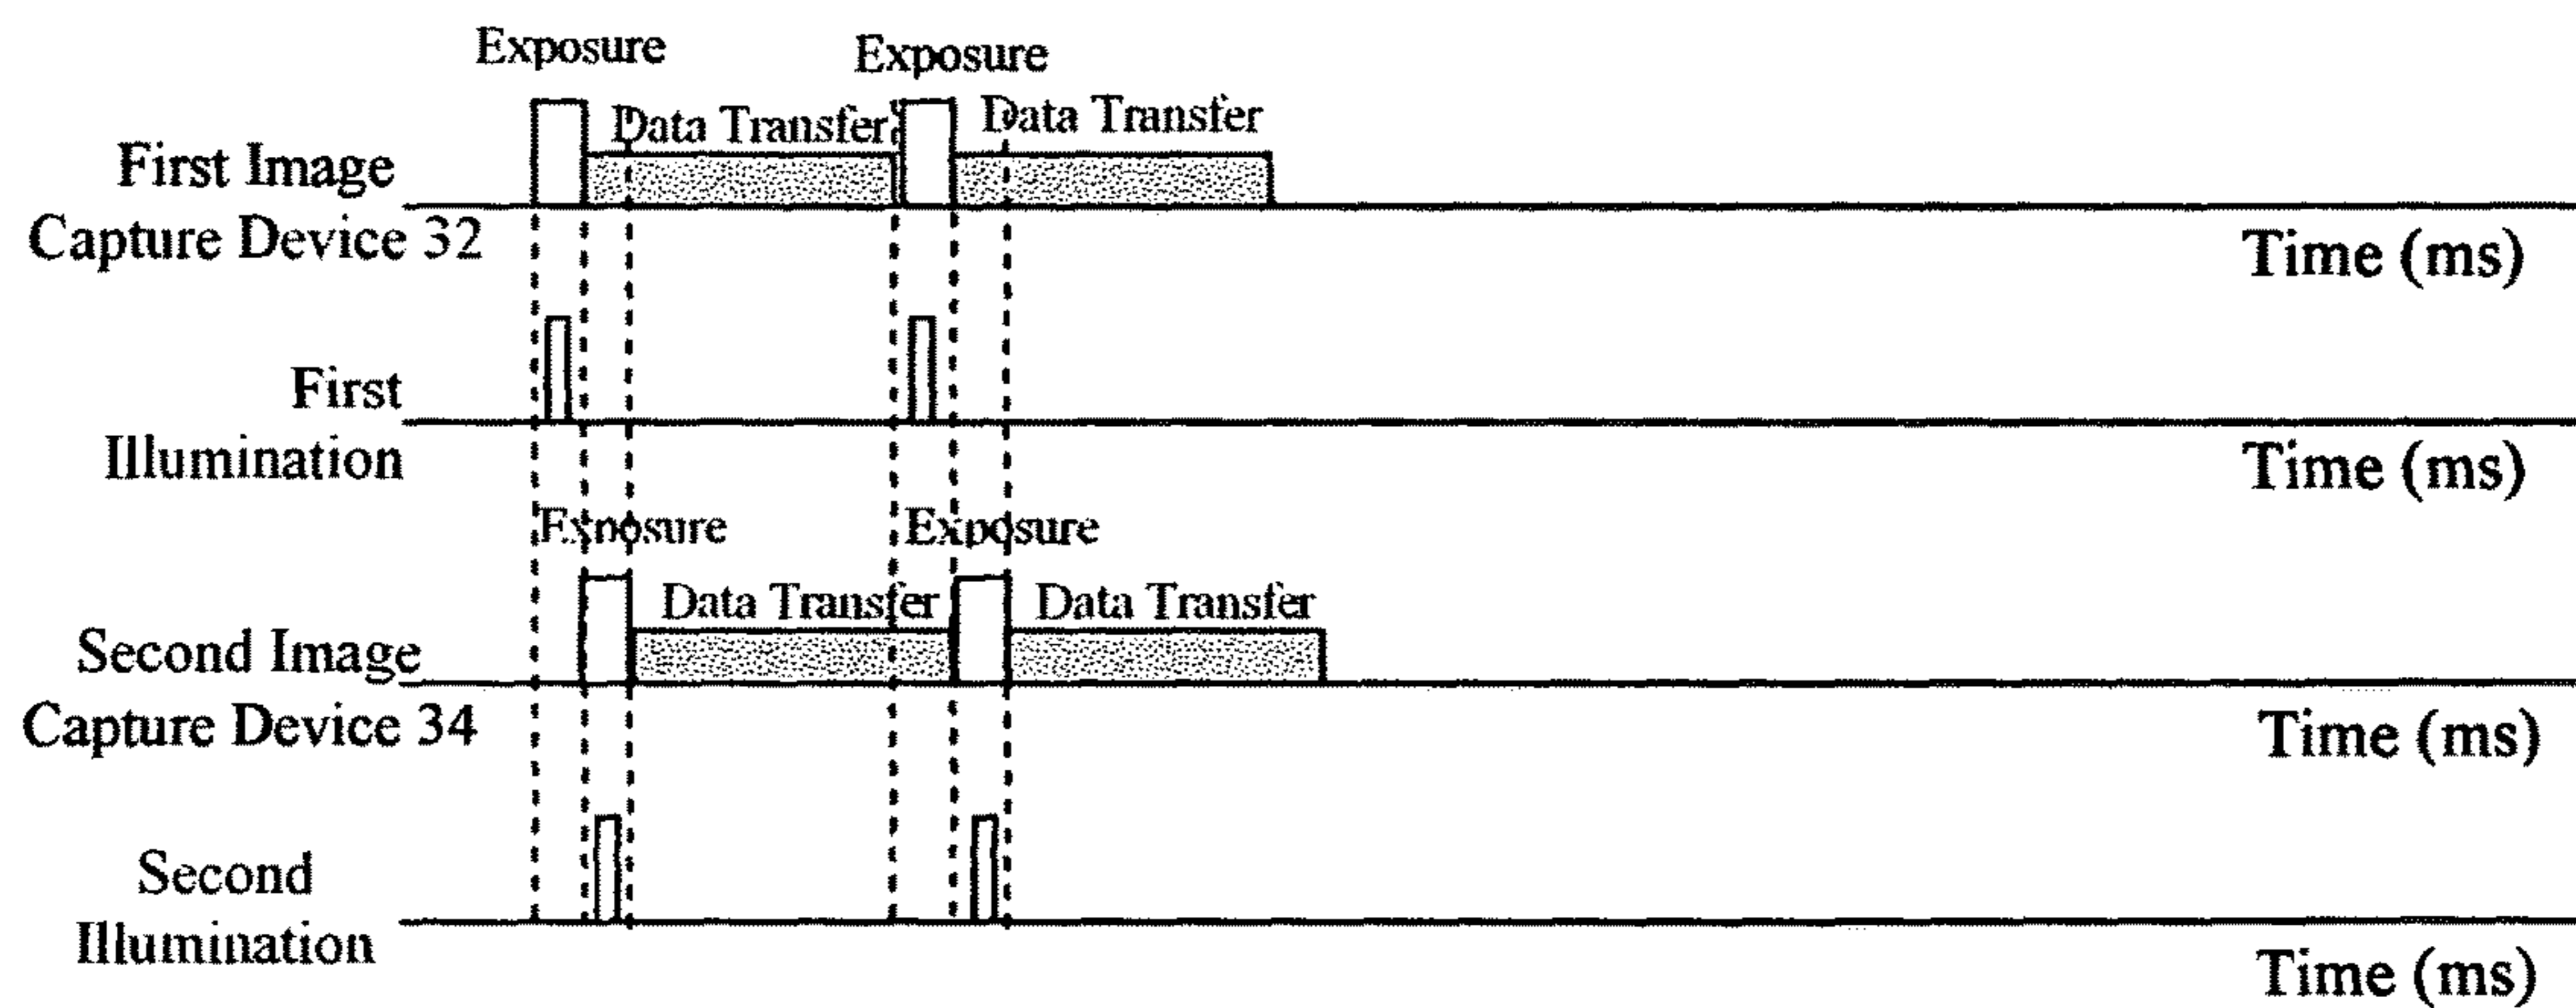 Exposure Exposure
Data Transfer Data Transfer
First Image
Capture Device 32
Time (ms)
First
Illumination
Time (ms)
Exposure Exposure
Data Transfer Data Transfer
Second Image
Capture Device 34
Time (ms)
Second
Illumination
Time (ms)